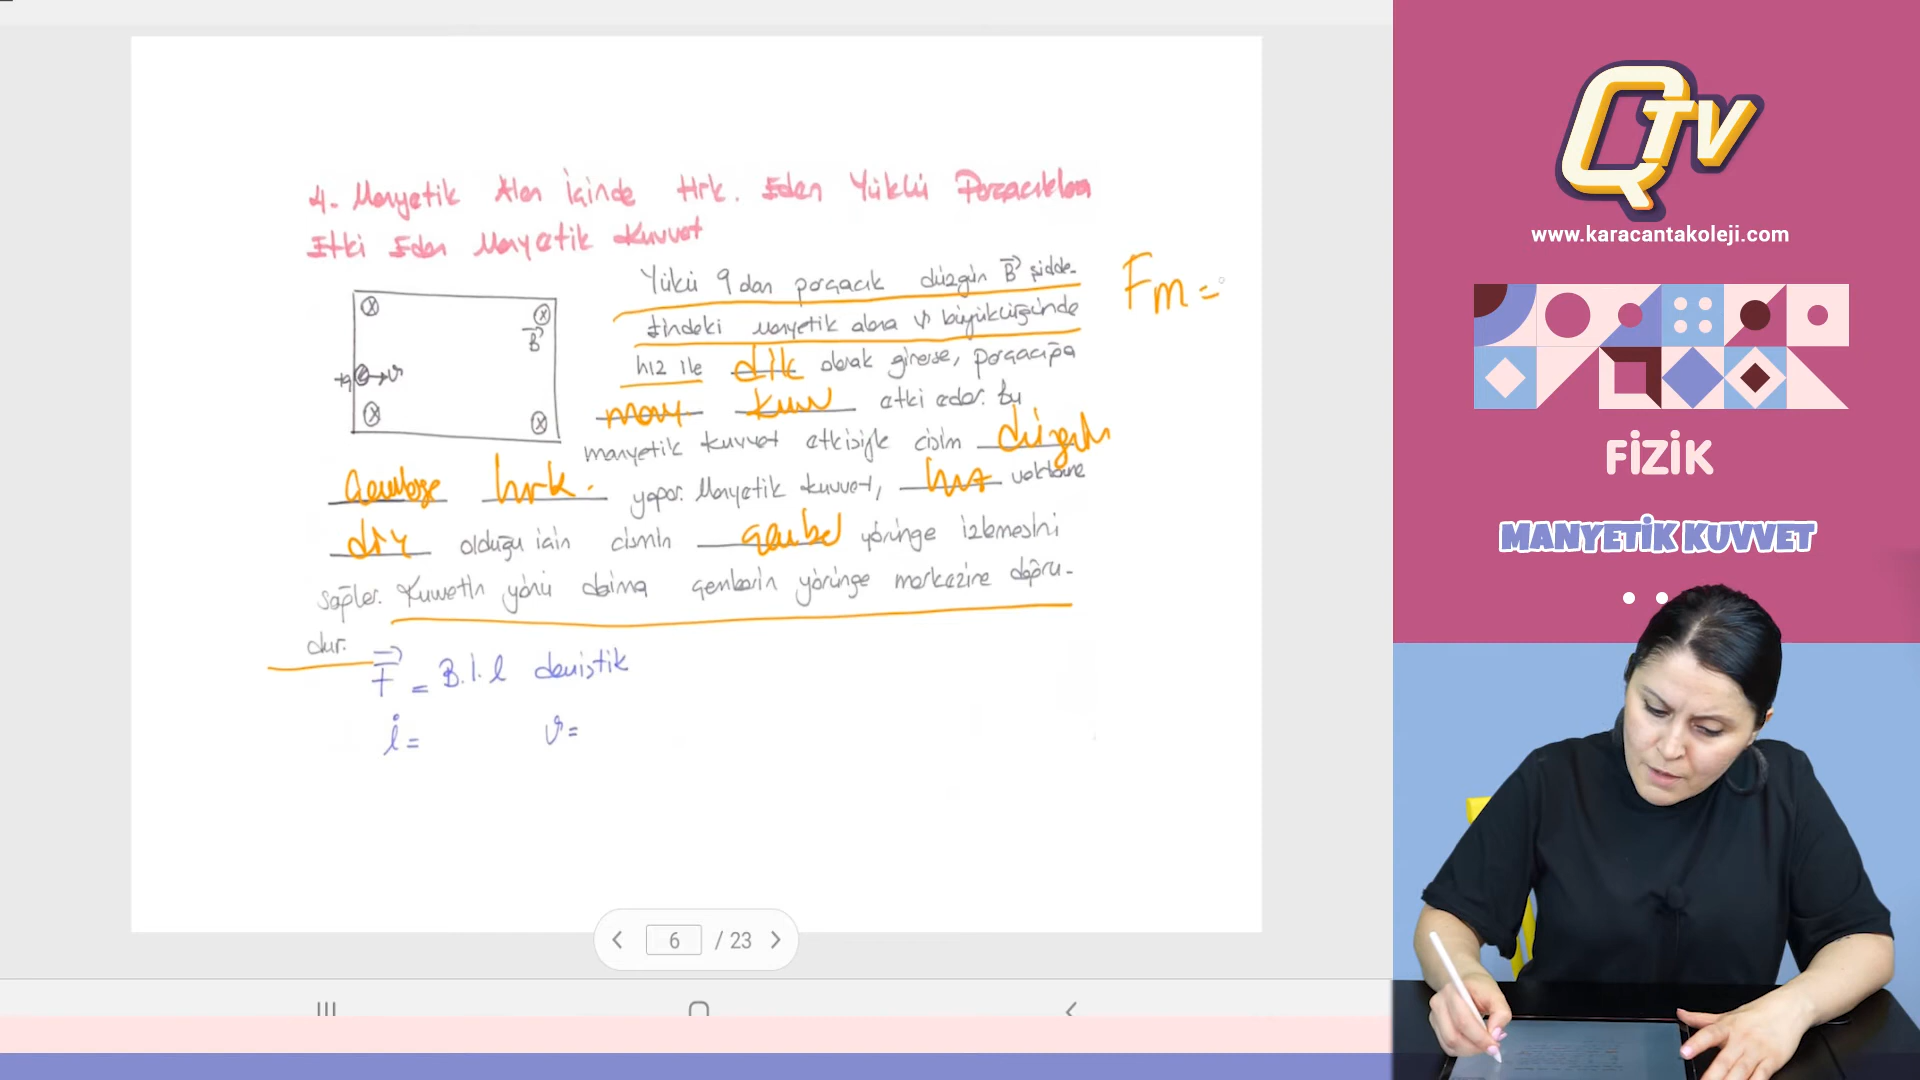 4. Manyetik Alan İçinde Hrk. Eden Yüklü Parçacıklara
Etki Eden Manyetik Kuvvet
Yükü q dan parçacık düzgün B şidde-
tindeki manyetik alana v büyüklüğünde
hız ile dik olarak girerse, parçacığa
man. kuv etki eder. Bu
manyetik kuvvet etkisiyle cisim düzgün
çembersel hrk. yapar. Manyetik kuvvet, hız vektörüne
dik olduğu için cismin çembersel yörünge izlemesini
sağlar. Kuvvetin yönü daima çemberin yörünge merkezine doğru-
dur.
F = B.i.l demiştik
i = v =
Fm =
+q v
B
6 / 23
QTV
www.karacantakoleji.com
FİZİK
MANYETİK KUVVET